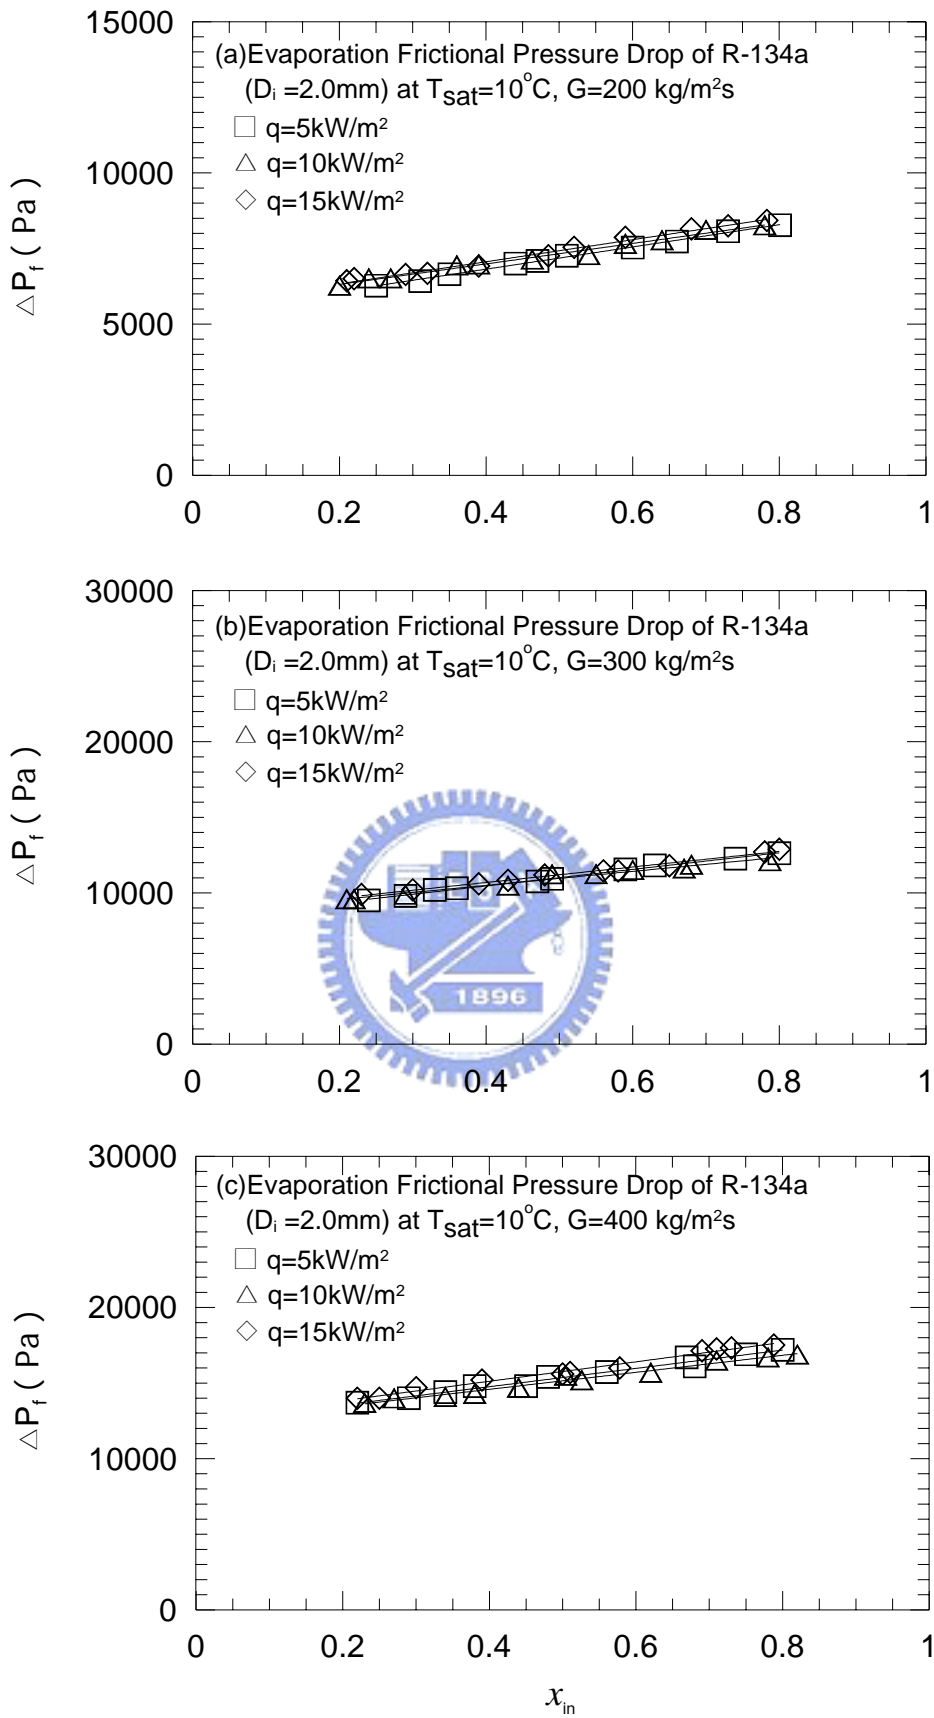 15000
(a)Evaporation Frictional Pressure Drop of R-134a
(Di =2.0mm) at Tsat=10°C, G=200 kg/m²s
q=5kW/m²
q=10kW/m²
q=15kW/m²
10000
△Pf ( Pa )
5000
0
0 0.2 0.4 0.6 0.8 1
30000
(b)Evaporation Frictional Pressure Drop of R-134a
(Di =2.0mm) at Tsat=10°C, G=300 kg/m²s
q=5kW/m²
q=10kW/m²
q=15kW/m²
20000
△Pf ( Pa )
10000
1896
0
0 0.2 0.4 0.6 0.8 1
30000
(c)Evaporation Frictional Pressure Drop of R-134a
(Di =2.0mm) at Tsat=10°C, G=400 kg/m²s
q=5kW/m²
q=10kW/m²
q=15kW/m²
20000
△Pf ( Pa )
10000
0
0 0.2 0.4 0.6 0.8 1
xin